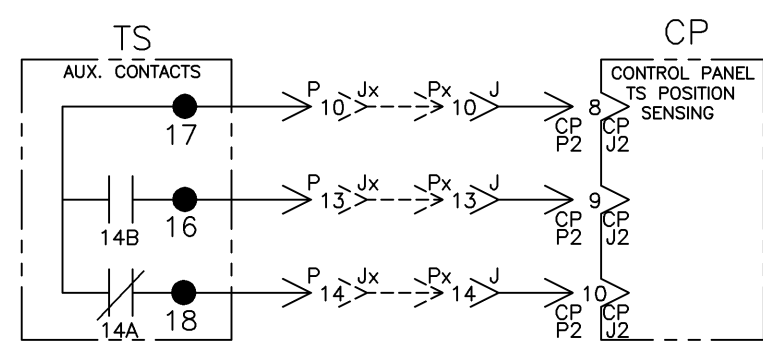 TS
CP
AUX. CONTACTS
CONTROL PANEL
TS POSITION
SENSING
17
P 10 Jx Px 10 J 8
CP CP
P2 J2
14B
16
P 13 Jx Px 13 J 9
CP CP
P2 J2
14A
18
P 14 Jx Px 14 J 10
CP CP
P2 J2